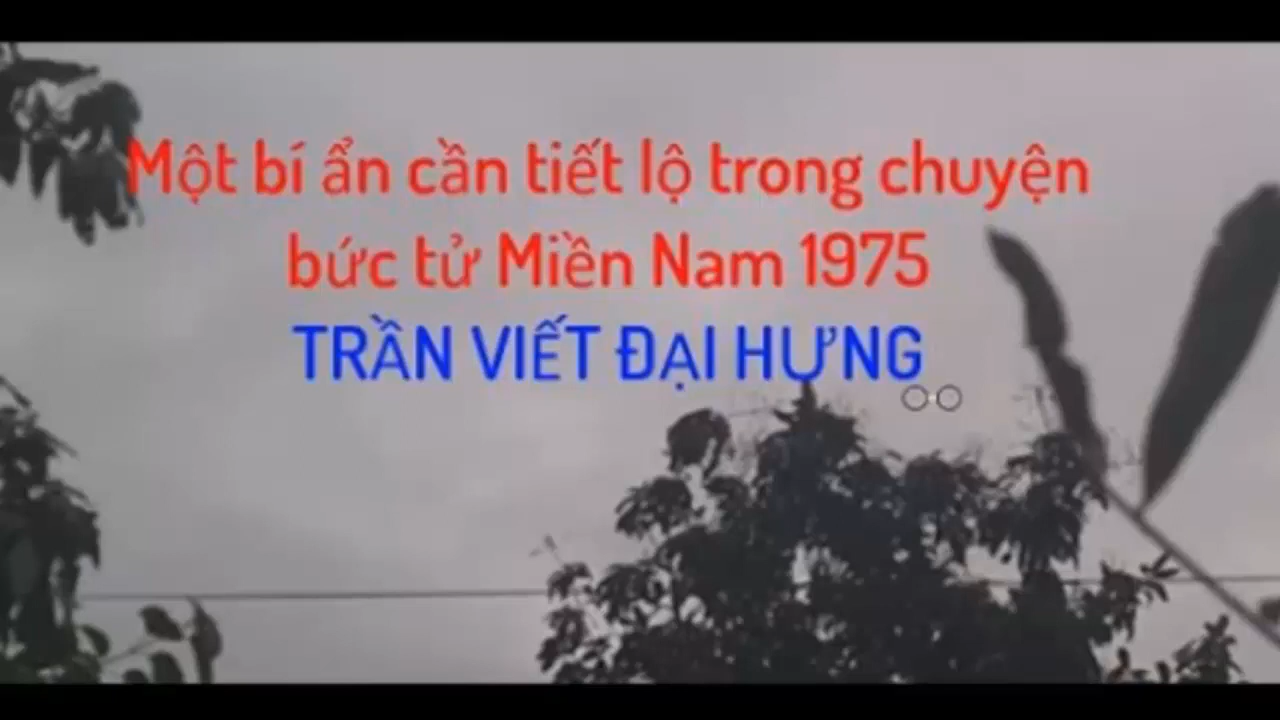 Một bí ẩn cần tiết lộ trong chuyện
bức tử Miền Nam 1975
TRẦN VIẾT ĐẠI HƯNG